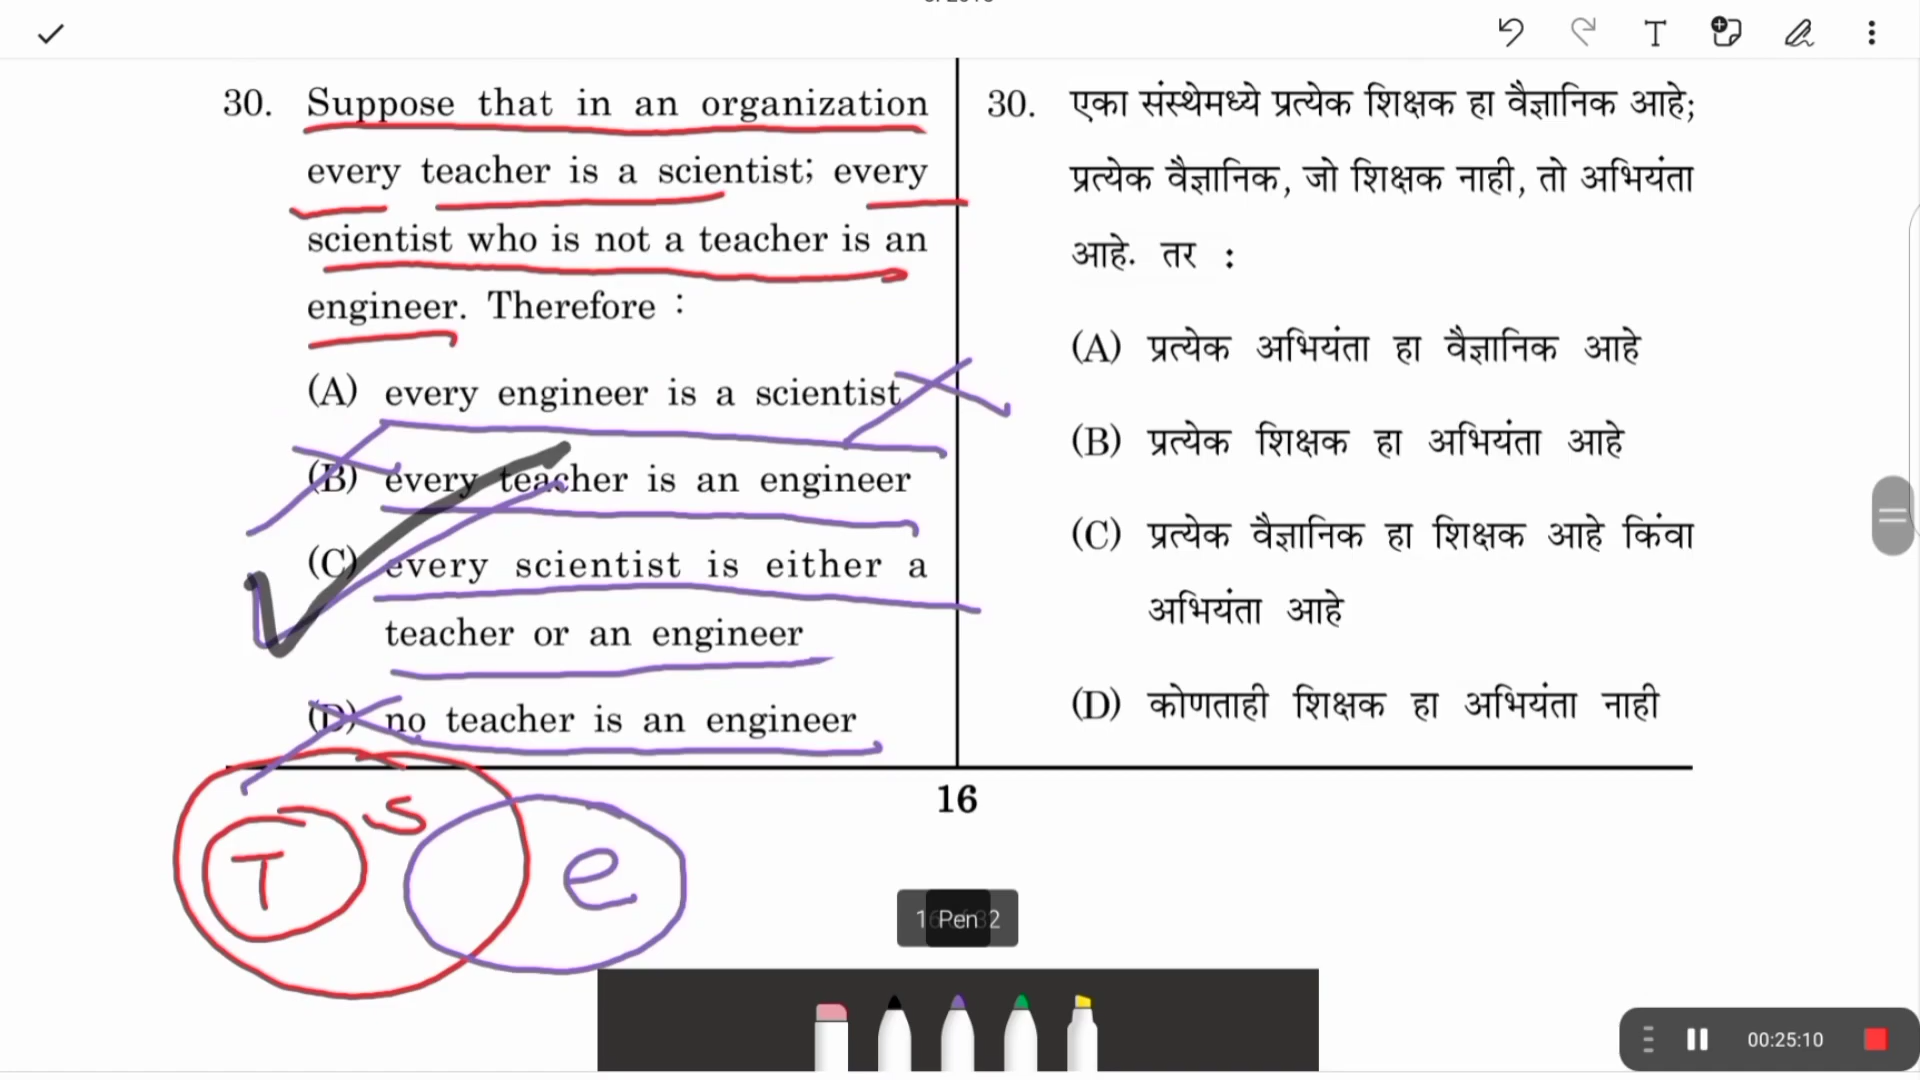 30. Suppose that in an organization
every teacher is a scientist; every
scientist who is not a teacher is an
engineer. Therefore :
(A) every engineer is a scientist
(B) every teacher is an engineer
(C) every scientist is either a
teacher or an engineer
(D) no teacher is an engineer
T
S
e
30. एका संस्थेमध्ये प्रत्येक शिक्षक हा वैज्ञानिक आहे;
प्रत्येक वैज्ञानिक, जो शिक्षक नाही, तो अभियंता
आहे. तर :
(A) प्रत्येक अभियंता हा वैज्ञानिक आहे
(B) प्रत्येक शिक्षक हा अभियंता आहे
(C) प्रत्येक वैज्ञानिक हा शिक्षक आहे किंवा
अभियंता आहे
(D) कोणताही शिक्षक हा अभियंता नाही
16
Pen
00:25:10